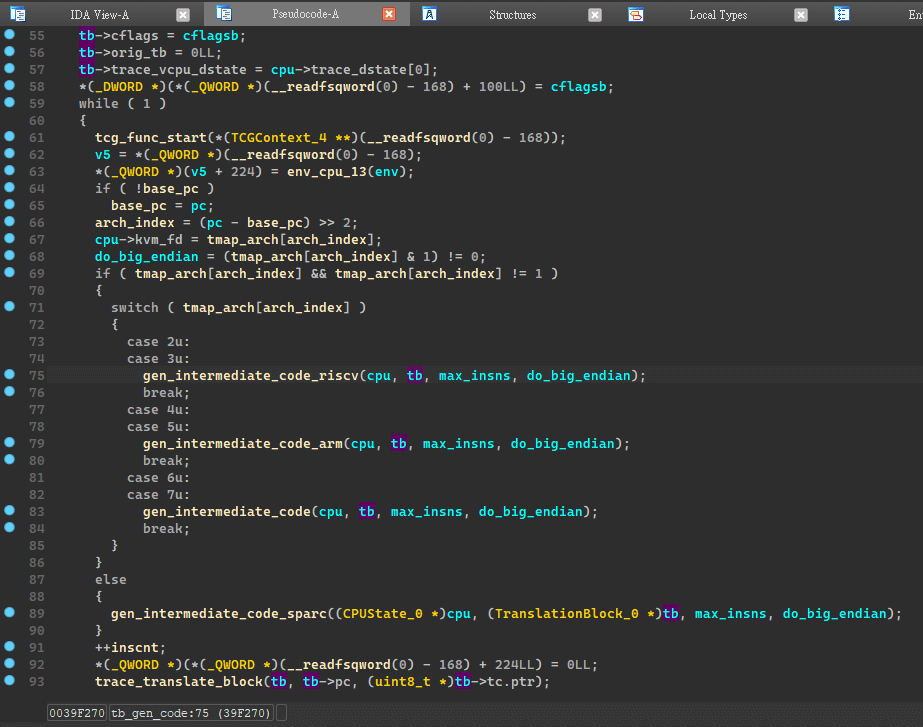 IDA View-A Pseudocode-A Structures Local Types En
55 tb->cflags = cflagsb;
56 tb->orig_tb = 0LL;
57 tb->trace_vcpu_dstate = cpu->trace_dstate[0];
58 *(_DWORD *)(*(_QWORD *)(__readfsqword(0) - 168) + 100LL) = cflagsb;
59 while ( 1 )
60 {
61 tcg_func_start(*(TCGContext_4 **)(__readfsqword(0) - 168));
62 v5 = *(_QWORD *)(__readfsqword(0) - 168);
63 *(_QWORD *)(v5 + 224) = env_cpu_13(env);
64 if ( !base_pc )
65 base_pc = pc;
66 arch_index = (pc - base_pc) >> 2;
67 cpu->kvm_fd = tmap_arch[arch_index];
68 do_big_endian = (tmap_arch[arch_index] & 1) != 0;
69 if ( tmap_arch[arch_index] && tmap_arch[arch_index] != 1 )
70 {
71 switch ( tmap_arch[arch_index] )
72 {
73 case 2u:
74 case 3u:
75 gen_intermediate_code_riscv(cpu, tb, max_insns, do_big_endian);
76 break;
77 case 4u:
78 case 5u:
79 gen_intermediate_code_arm(cpu, tb, max_insns, do_big_endian);
80 break;
81 case 6u:
82 case 7u:
83 gen_intermediate_code(cpu, tb, max_insns, do_big_endian);
84 break;
85 }
86 }
87 else
88 {
89 gen_intermediate_code_sparc((CPUState_0 *)cpu, (TranslationBlock_0 *)tb, max_insns, do_big_endian);
90 }
91 ++inscnt;
92 *(_QWORD *)(*(_QWORD *)(__readfsqword(0) - 168) + 224LL) = 0LL;
93 trace_translate_block(tb, tb->pc, (uint8_t *)tb->tc.ptr);
0039F270 tb_gen_code:75 (39F270)